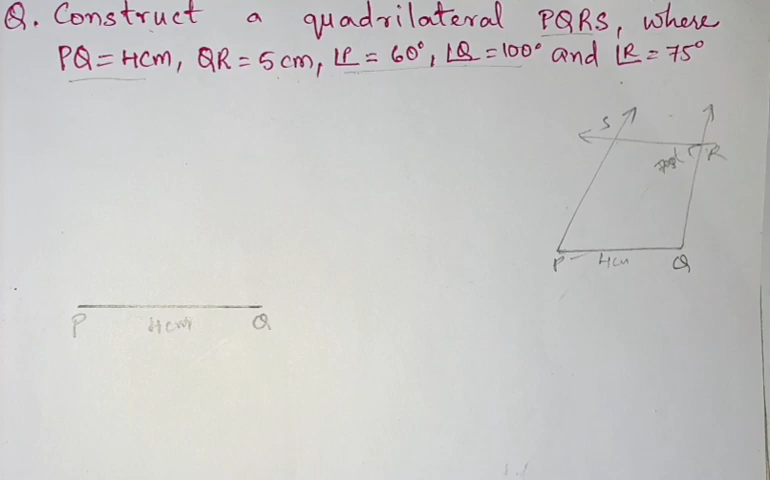 Q. Construct a quadrilateral PQRS, where
PQ = 4cm, QR = 5cm, ∠P = 60°, ∠Q = 100° and ∠R = 75°
S
R
P 4cm Q
P 4cm Q